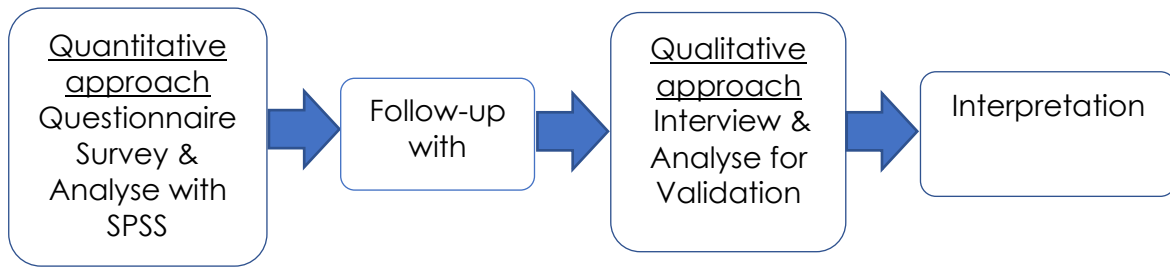 Quantitative
approach
Questionnaire
Survey &
Analyse with
SPSS
Follow-up
with
Qualitative
approach
Interview &
Analyse for
Validation
Interpretation